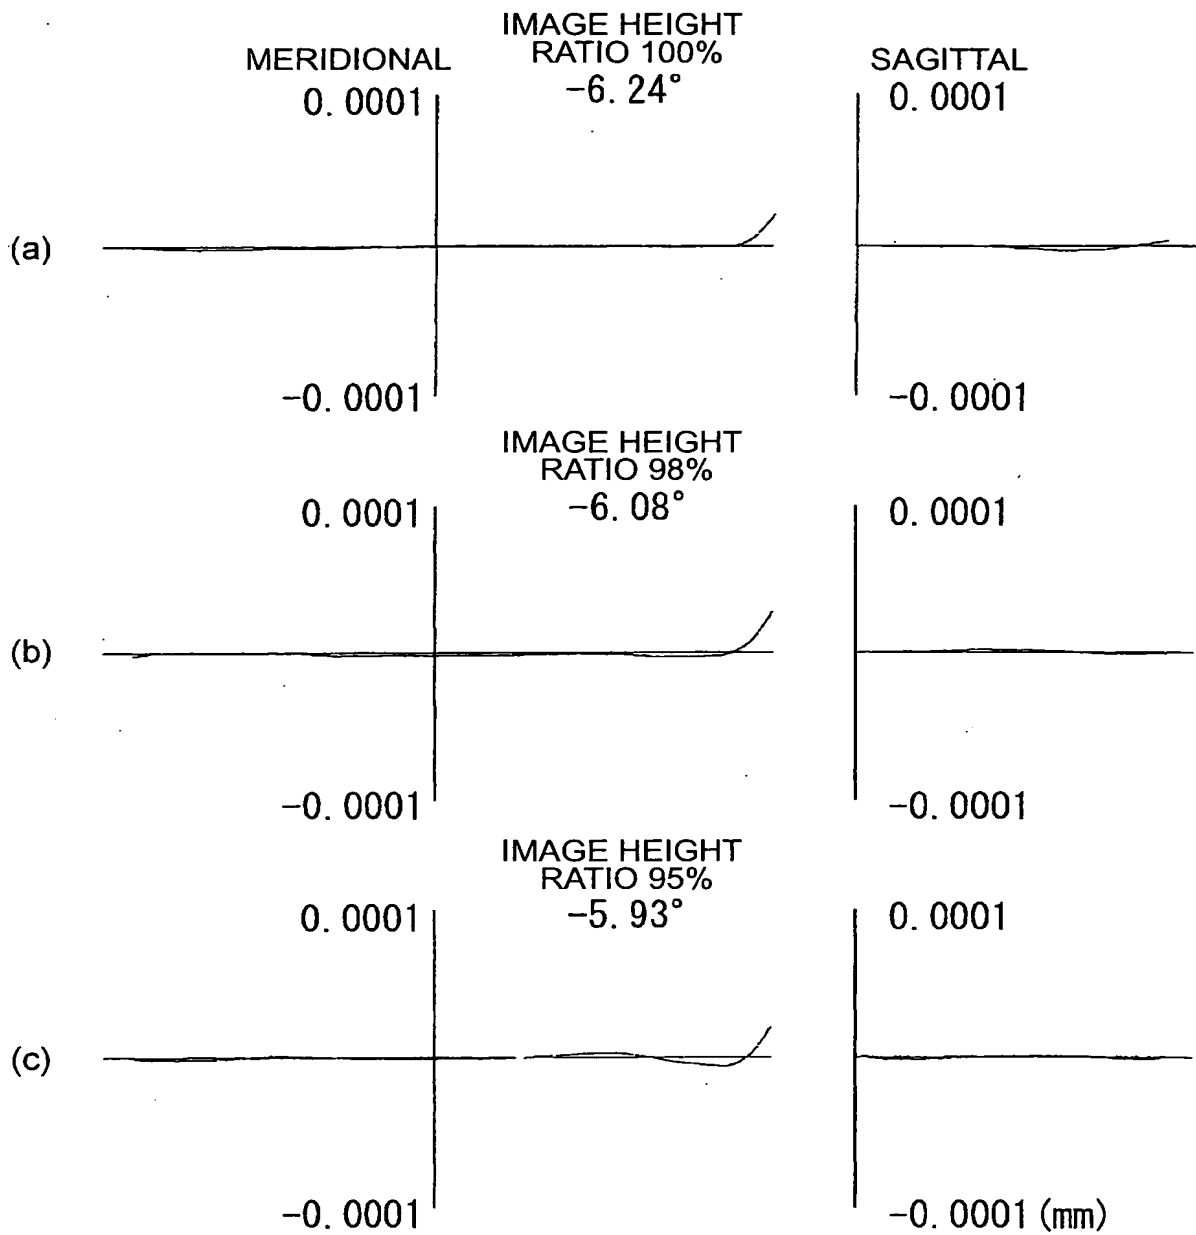 IMAGE HEIGHT
RATIO 100%
-6.24°
MERIDIONAL
SAGITTAL
0.0001
0.0001
(a)
-0.0001
-0.0001
IMAGE HEIGHT
RATIO 98%
-6.08°
0.0001
0.0001
(b)
-0.0001
-0.0001
IMAGE HEIGHT
RATIO 95%
-5.93°
0.0001
0.0001
(c)
-0.0001
-0.0001 (mm)